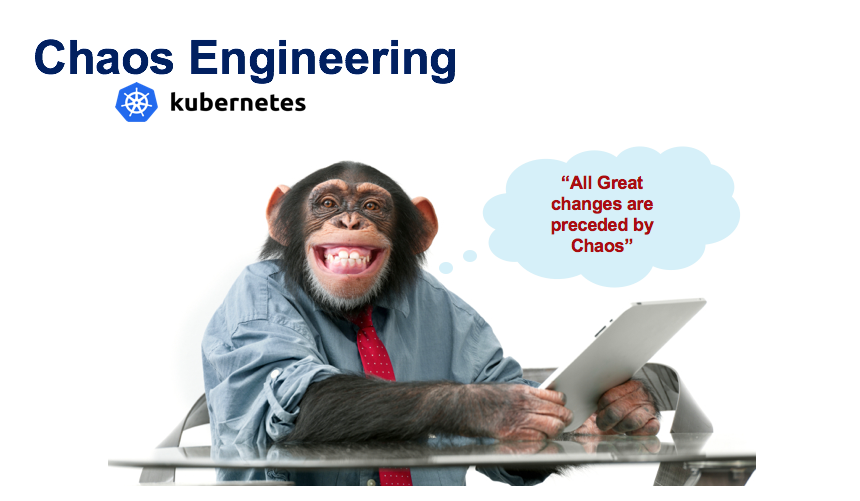 Chaos Engineering
kubernetes
“All Great
changes are
preceded by
Chaos”